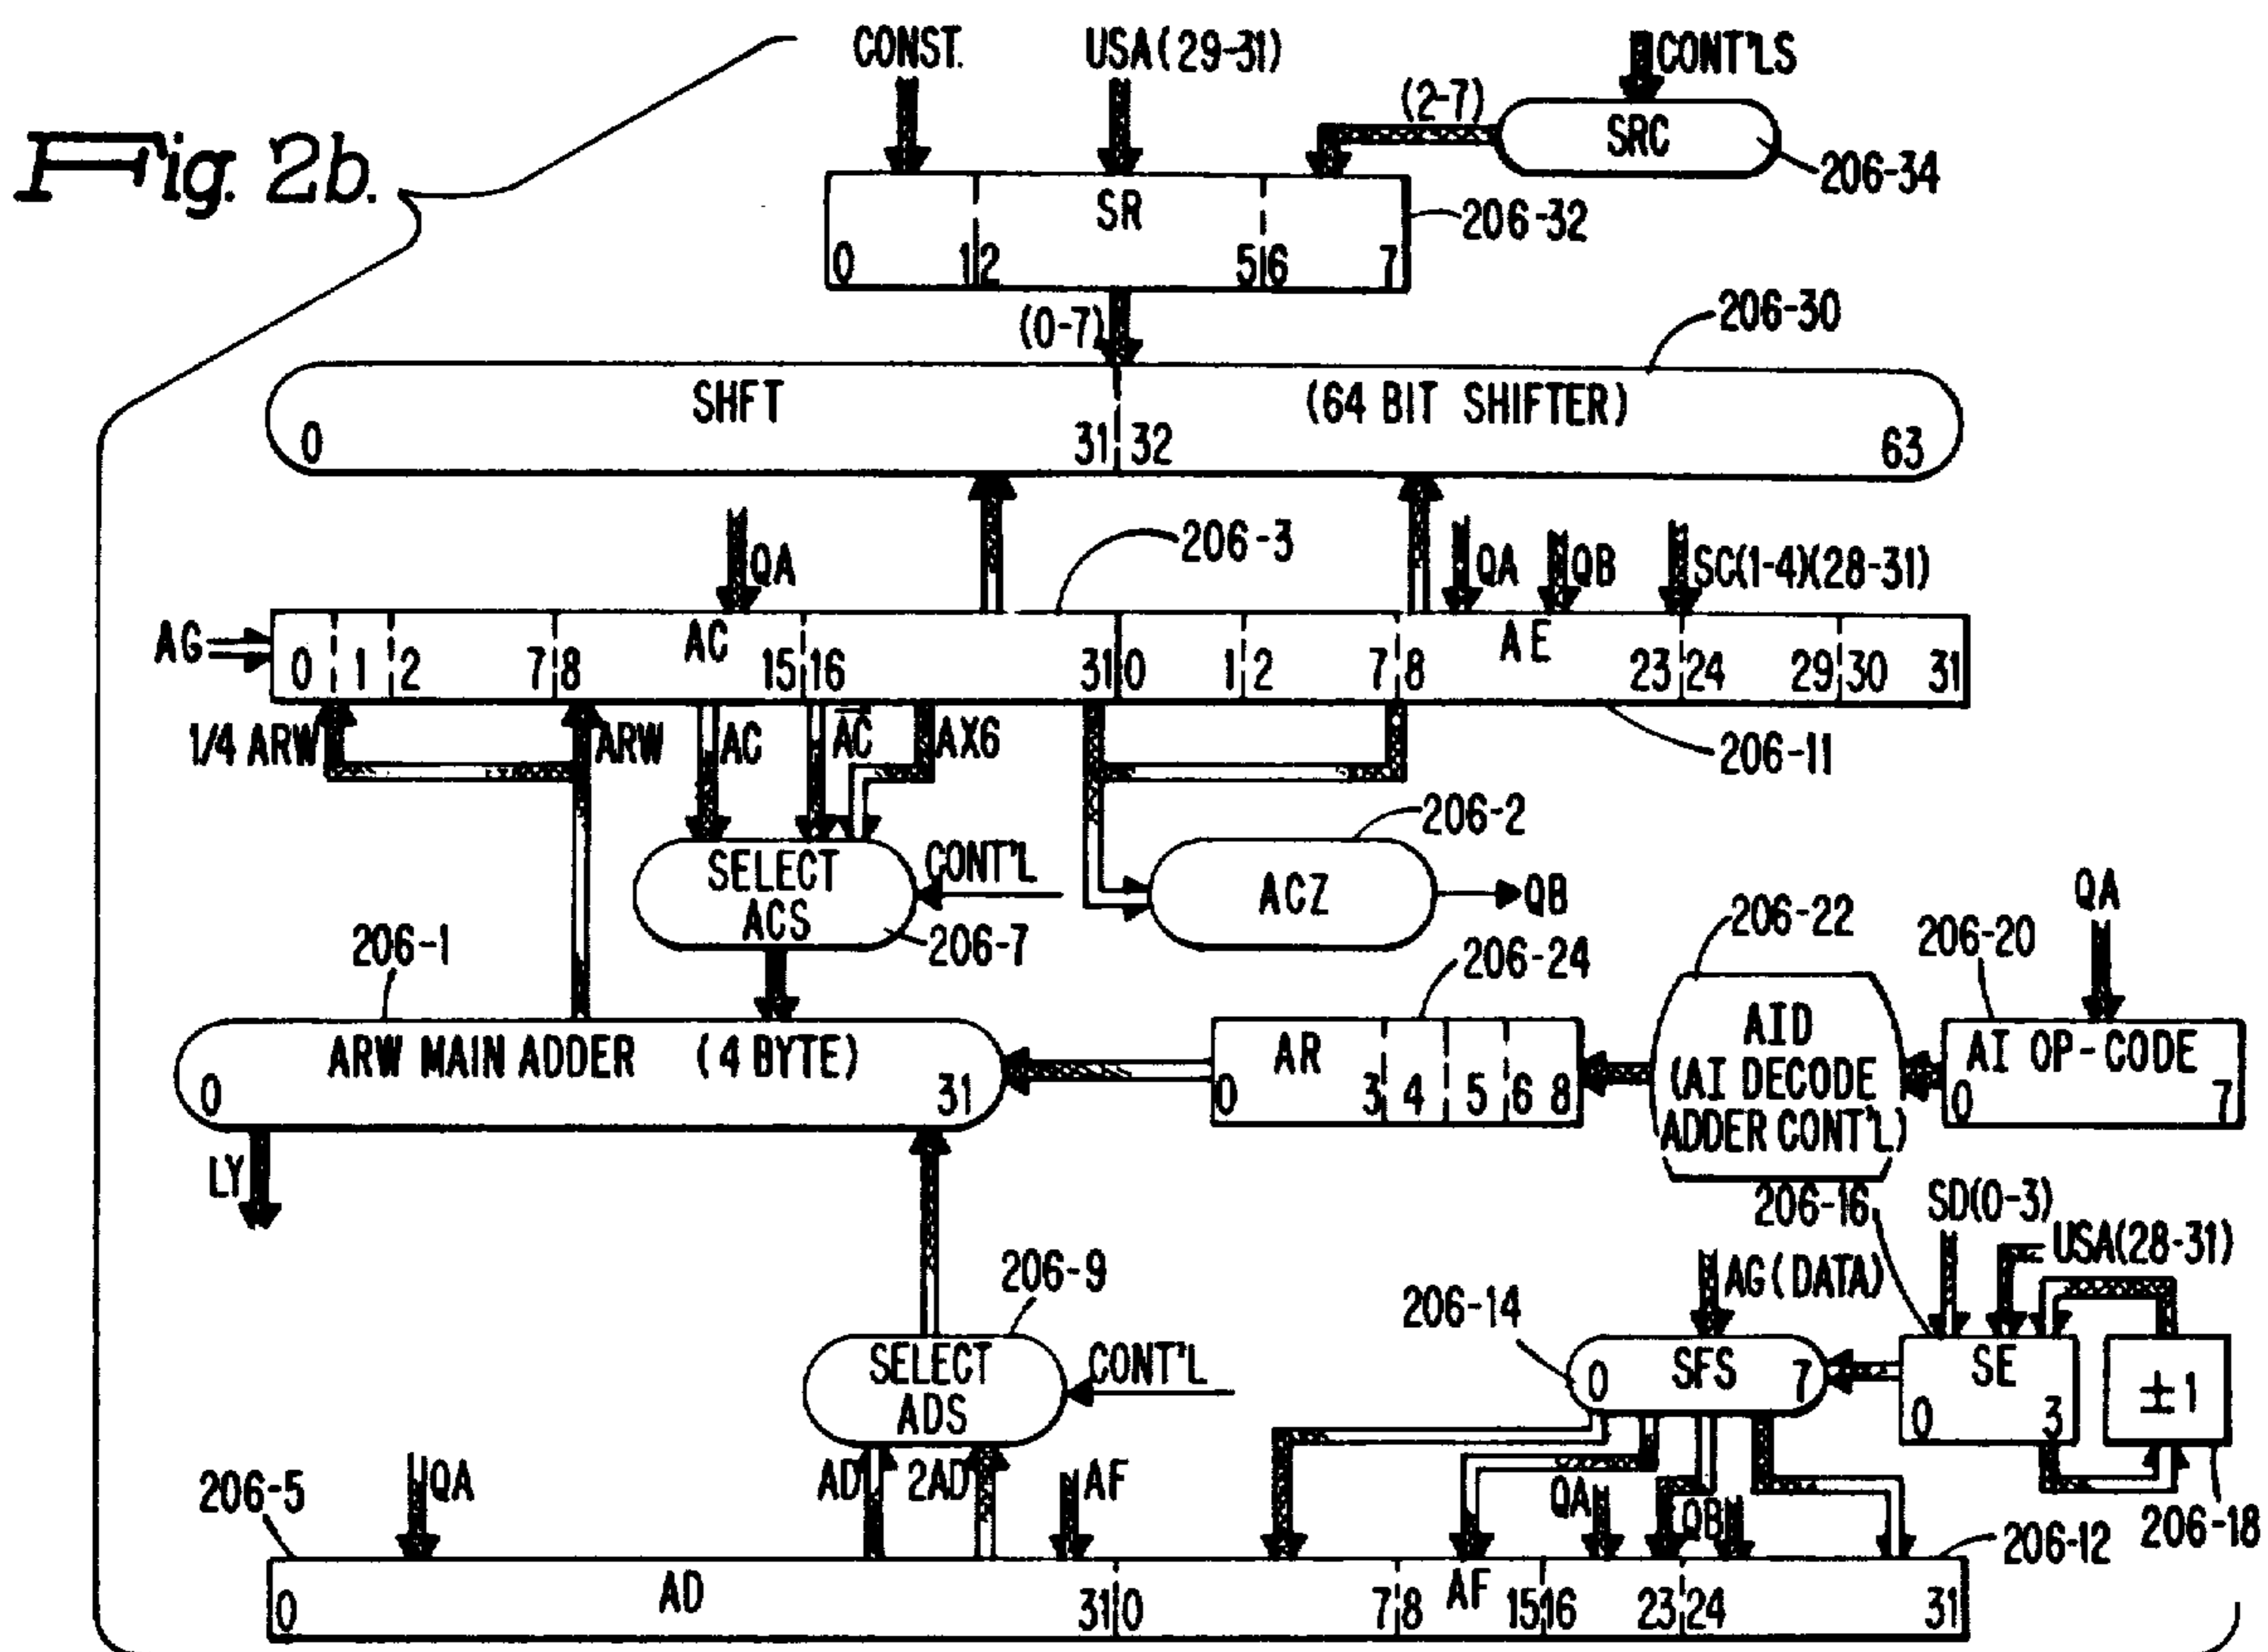 Fig. 2b.
CONST.
USA(29-31)
CONT'LS
(2-7)
SRC
206-34
SR
206-32
0 1 2 5 6 7
(0-7)
206-30
SHFT (64 BIT SHIFTER)
0 31 32 63
QA
206-3
QA
QB
SC(1-4)(28-31)
AG
AC
AE
0 1 2 7 8 15 16 31 0 1 2 7 8 23 24 29 30 31
1/4 ARW
ARW
AC
AC
AX6
206-11
206-2
SELECT
ACS
CONT'L
206-7
ACZ
QB
QA
206-1
206-24
206-22
206-20
ARW MAIN ADDER (4 BYTE)
0 31
AR
0 3 4 5 6 8
AID
(AI DECODE
ADDER CONT'L)
AI OP-CODE
0 7
LY
206-16
SD(0-3)
USA(28-31)
206-9
AG(DATA)
206-14
SELECT
ADS
CONT'L
0 SFS 7
SE
0 3
±1
206-5
QA
AD
2AD
AF
QA
QB
206-18
206-12
AD
AF
0 31 0 7 8 15 16 23 24 31